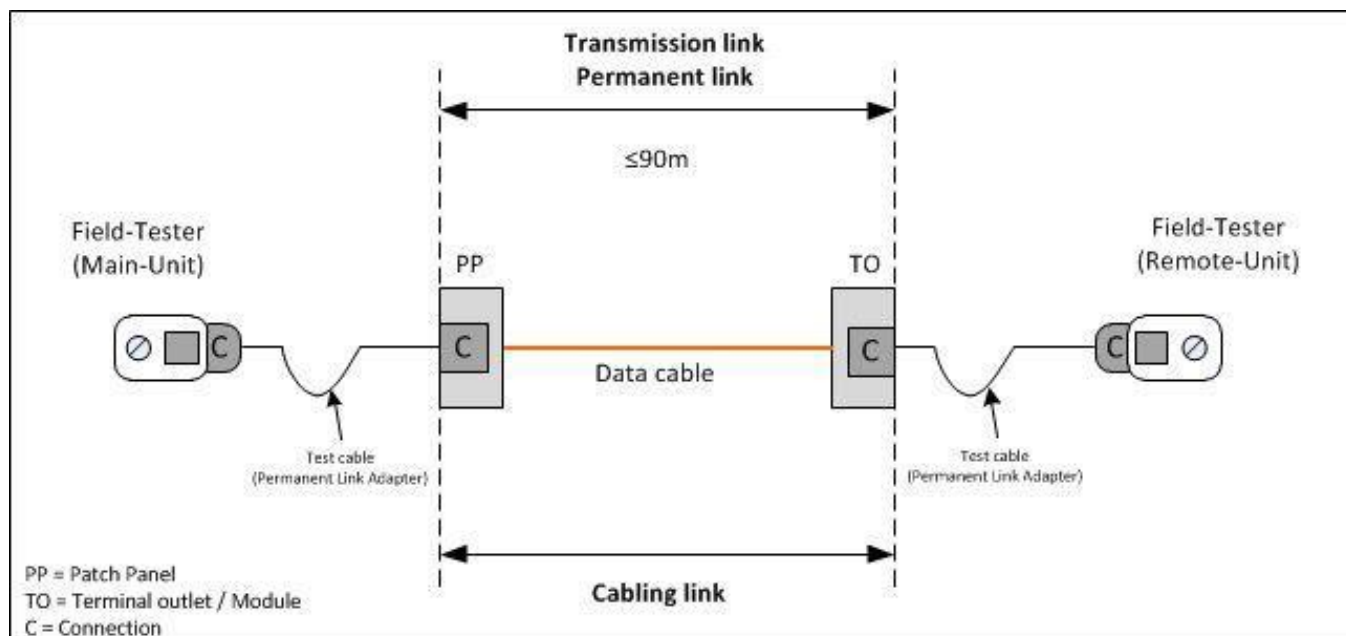 Transmission link
Permanent link
≤90m
Field-Tester
(Main-Unit)
Field-Tester
(Remote-Unit)
PP
TO
C
C
C
C
Data cable
Test cable
(Permanent Link Adapter)
Test cable
(Permanent Link Adapter)
Cabling link
PP = Patch Panel
TO = Terminal outlet / Module
C = Connection